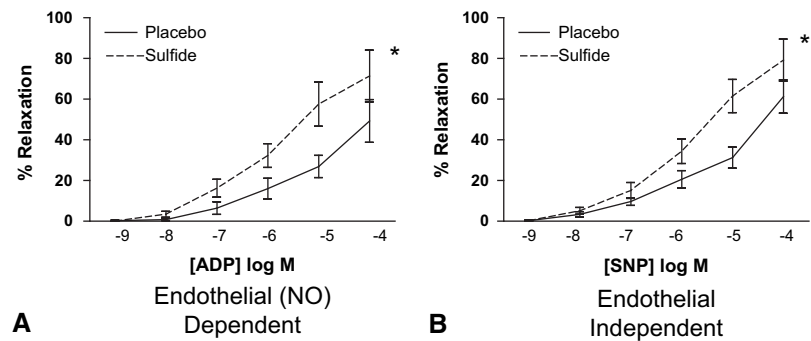 100
80
60
40
20
0
% Relaxation
Placebo
Sulfide
*
-9 -8 -7 -6 -5 -4
[ADP] log M
Endothelial (NO)
Dependent
A
100
80
60
40
20
0
% Relaxation
Placebo
Sulfide
*
-9 -8 -7 -6 -5 -4
[SNP] log M
Endothelial
Independent
B